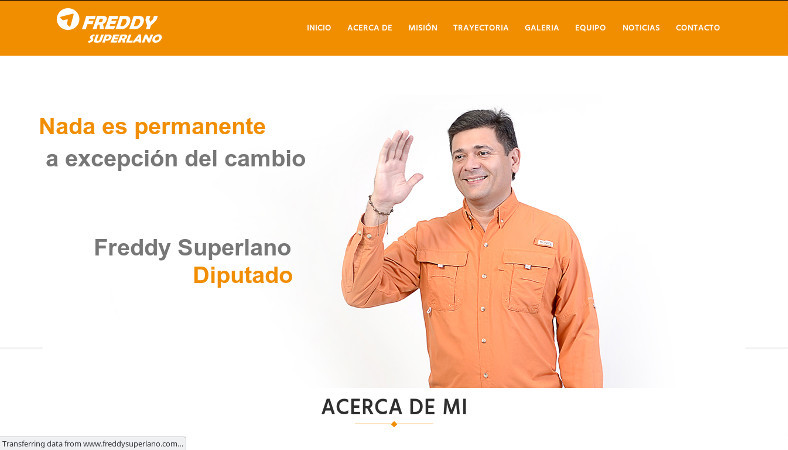 FREDDY
SUPERLANO
INICIO ACERCA DE MISIÓN TRAYECTORIA GALERIA EQUIPO NOTICIAS CONTACTO
Nada es permanente
a excepción del cambio
Freddy Superlano
Diputado
ACERCA DE MI
Transferring data from www.freddysuperlano.com...